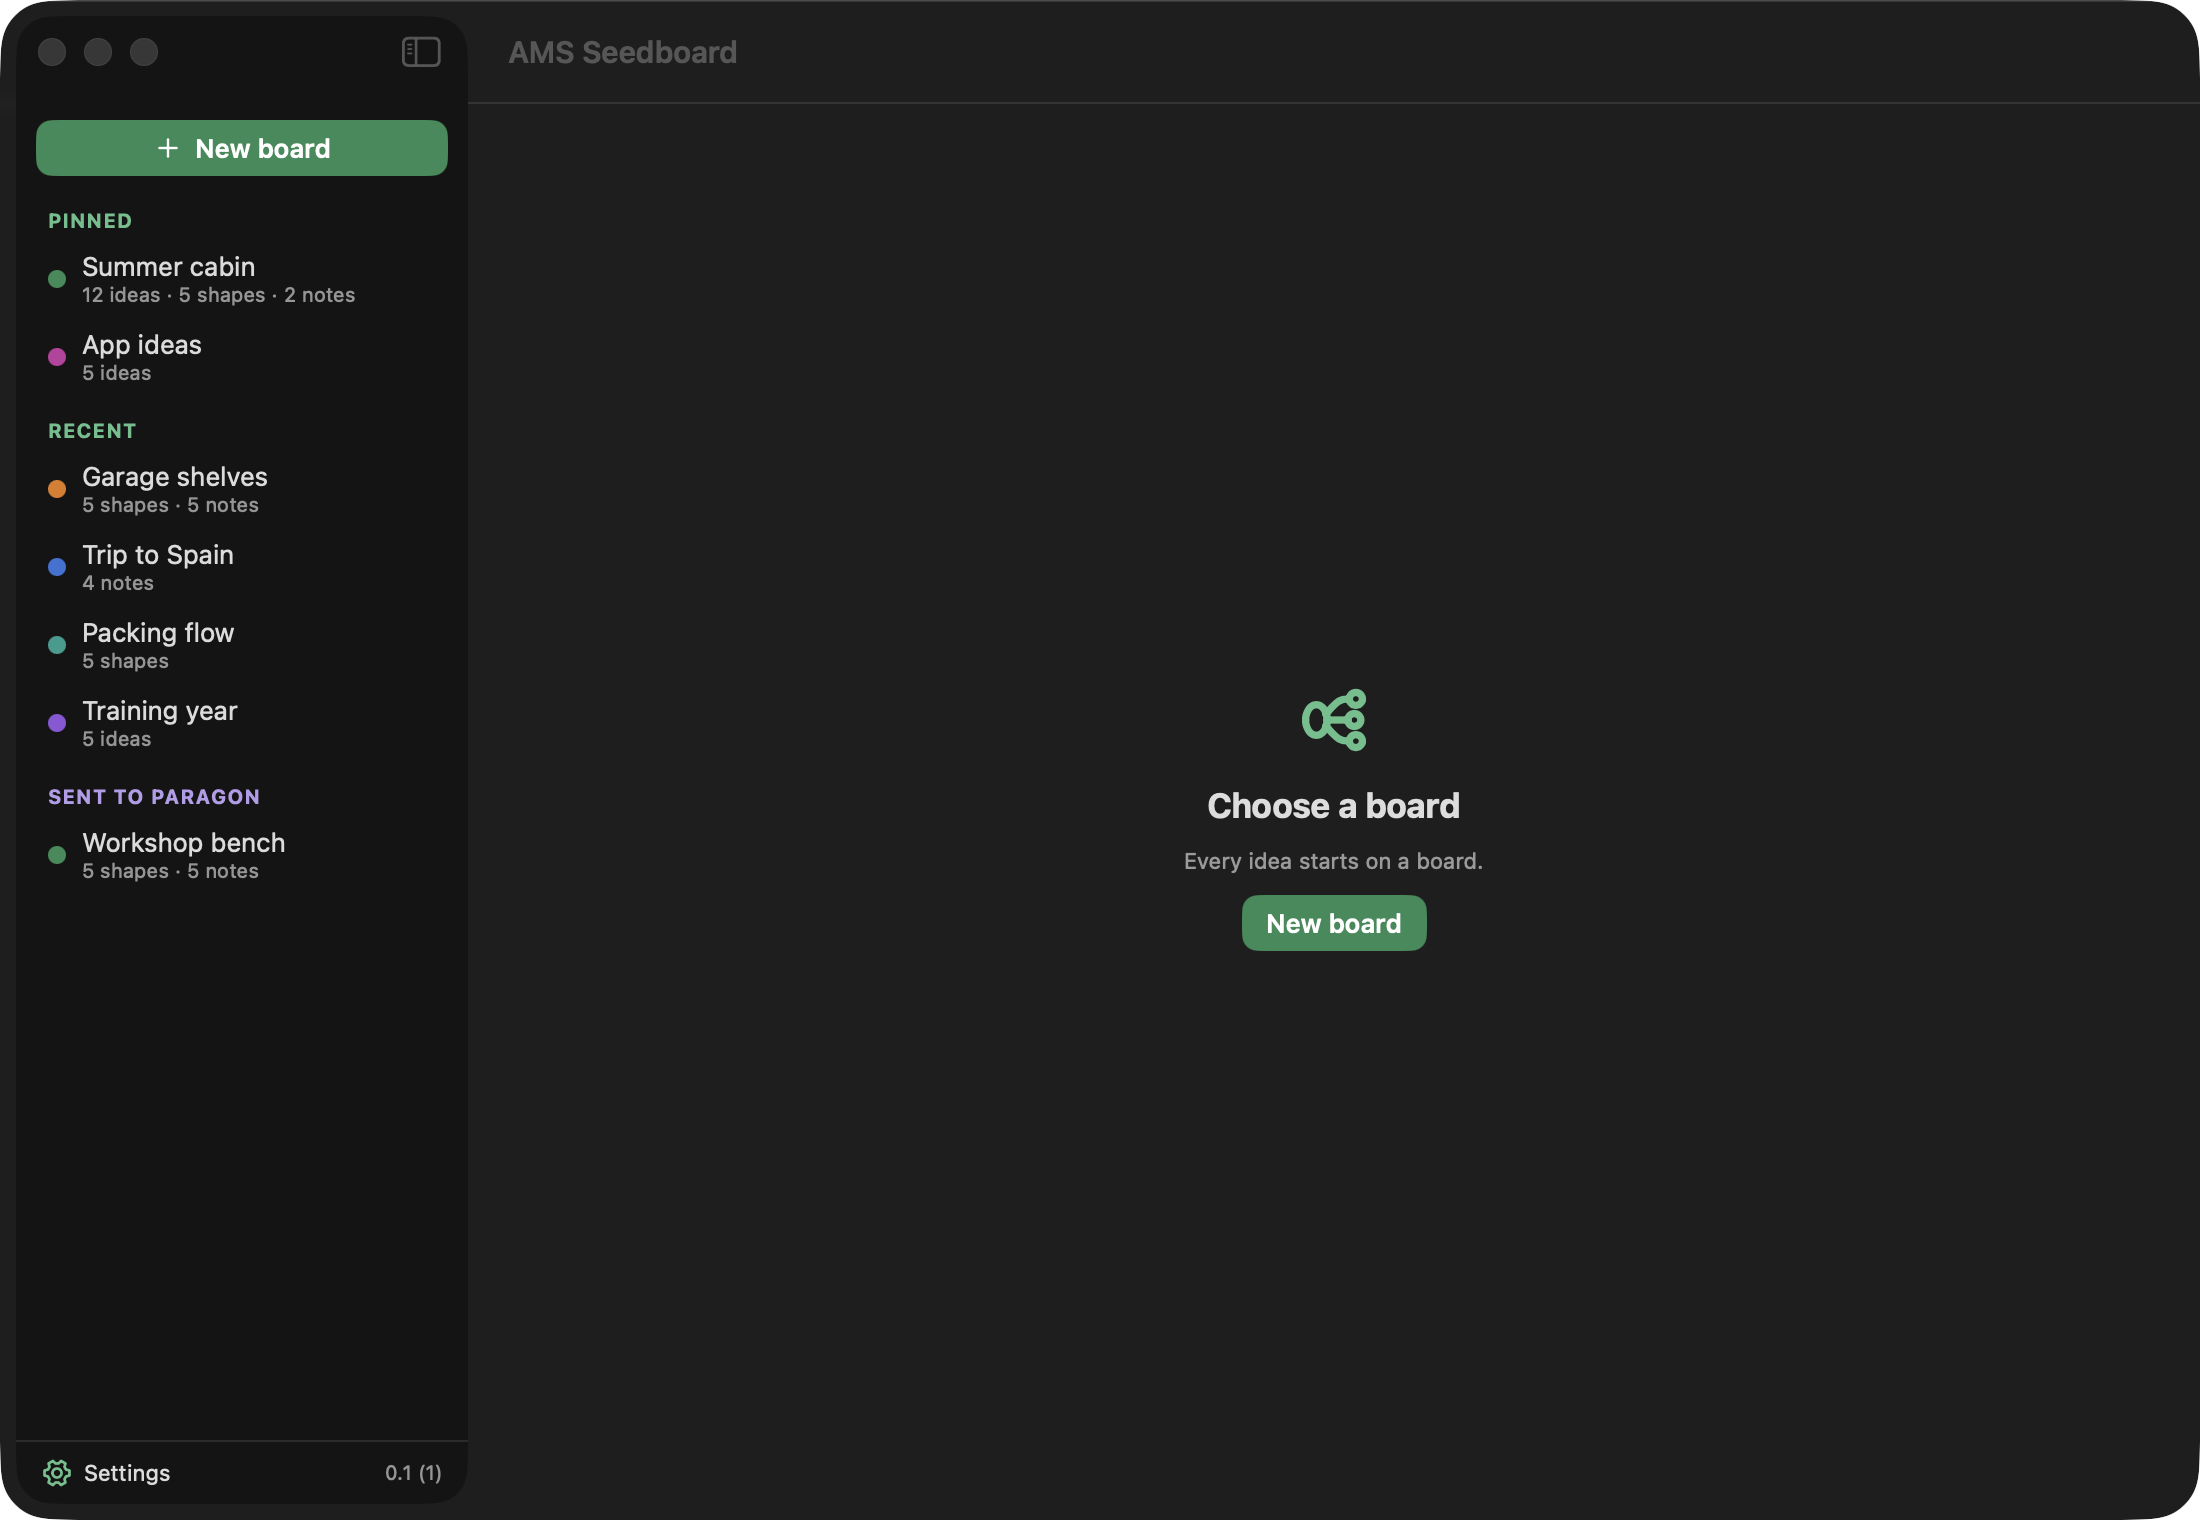 AMS Seedboard
+ New board
PINNED
Summer cabin
12 ideas · 5 shapes · 2 notes
App ideas
5 ideas
RECENT
Garage shelves
5 shapes · 5 notes
Trip to Spain
4 notes
Packing flow
5 shapes
Training year
5 ideas
SENT TO PARAGON
Workshop bench
5 shapes · 5 notes
Settings
0.1 (1)
Choose a board
Every idea starts on a board.
New board